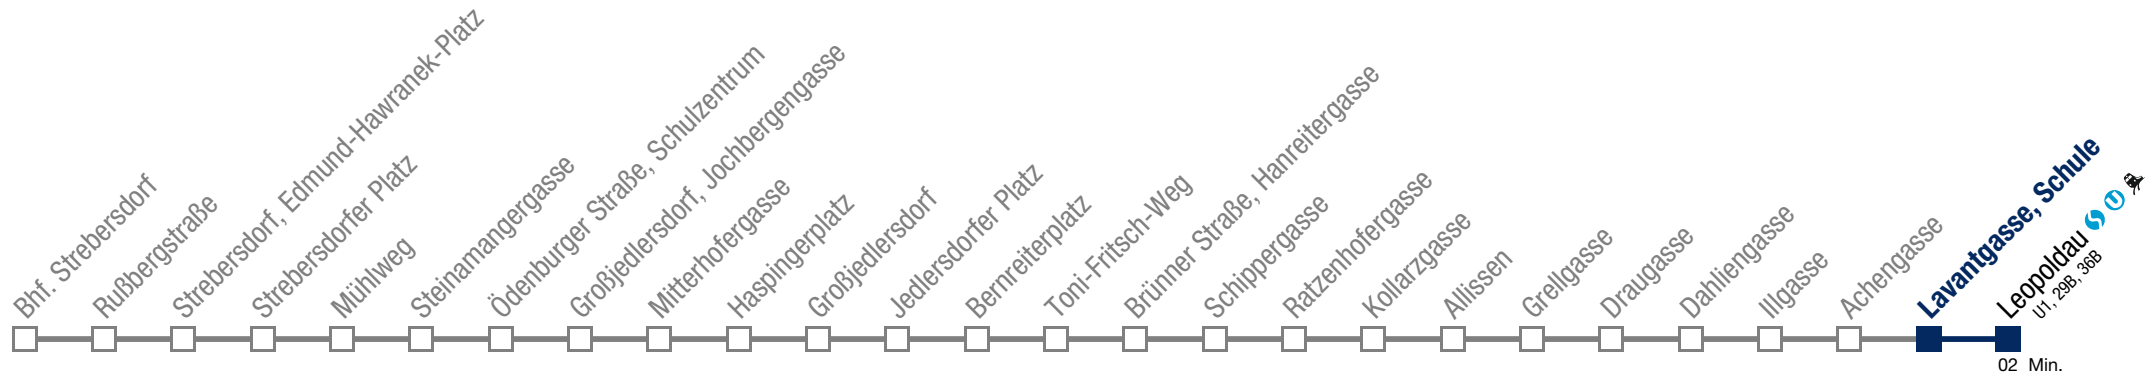 Bhf. Strebersdorf
Rußbergstraße
Strebersdorf, Edmund-Hawranek-Platz
Strebersdorfer Platz
Mühlweg
Steinamangergasse
Ödenburger Straße, Schulzentrum
Großjedlersdorf, Jochbergengasse
Mitterhofergasse
Haspingerplatz
Großjedlersdorf
Jedlersdorfer Platz
Bernreiterplatz
Toni-Fritsch-Weg
Brünner Straße, Hanreitergasse
Schippergasse
Ratzenhofergasse
Kollarzgasse
Allissen
Grellgasse
Draugasse
Dahliengasse
Illgasse
Achengasse
Lavantgasse, Schule
Leopoldau S U
U1, 29B, 36B
02 Min.